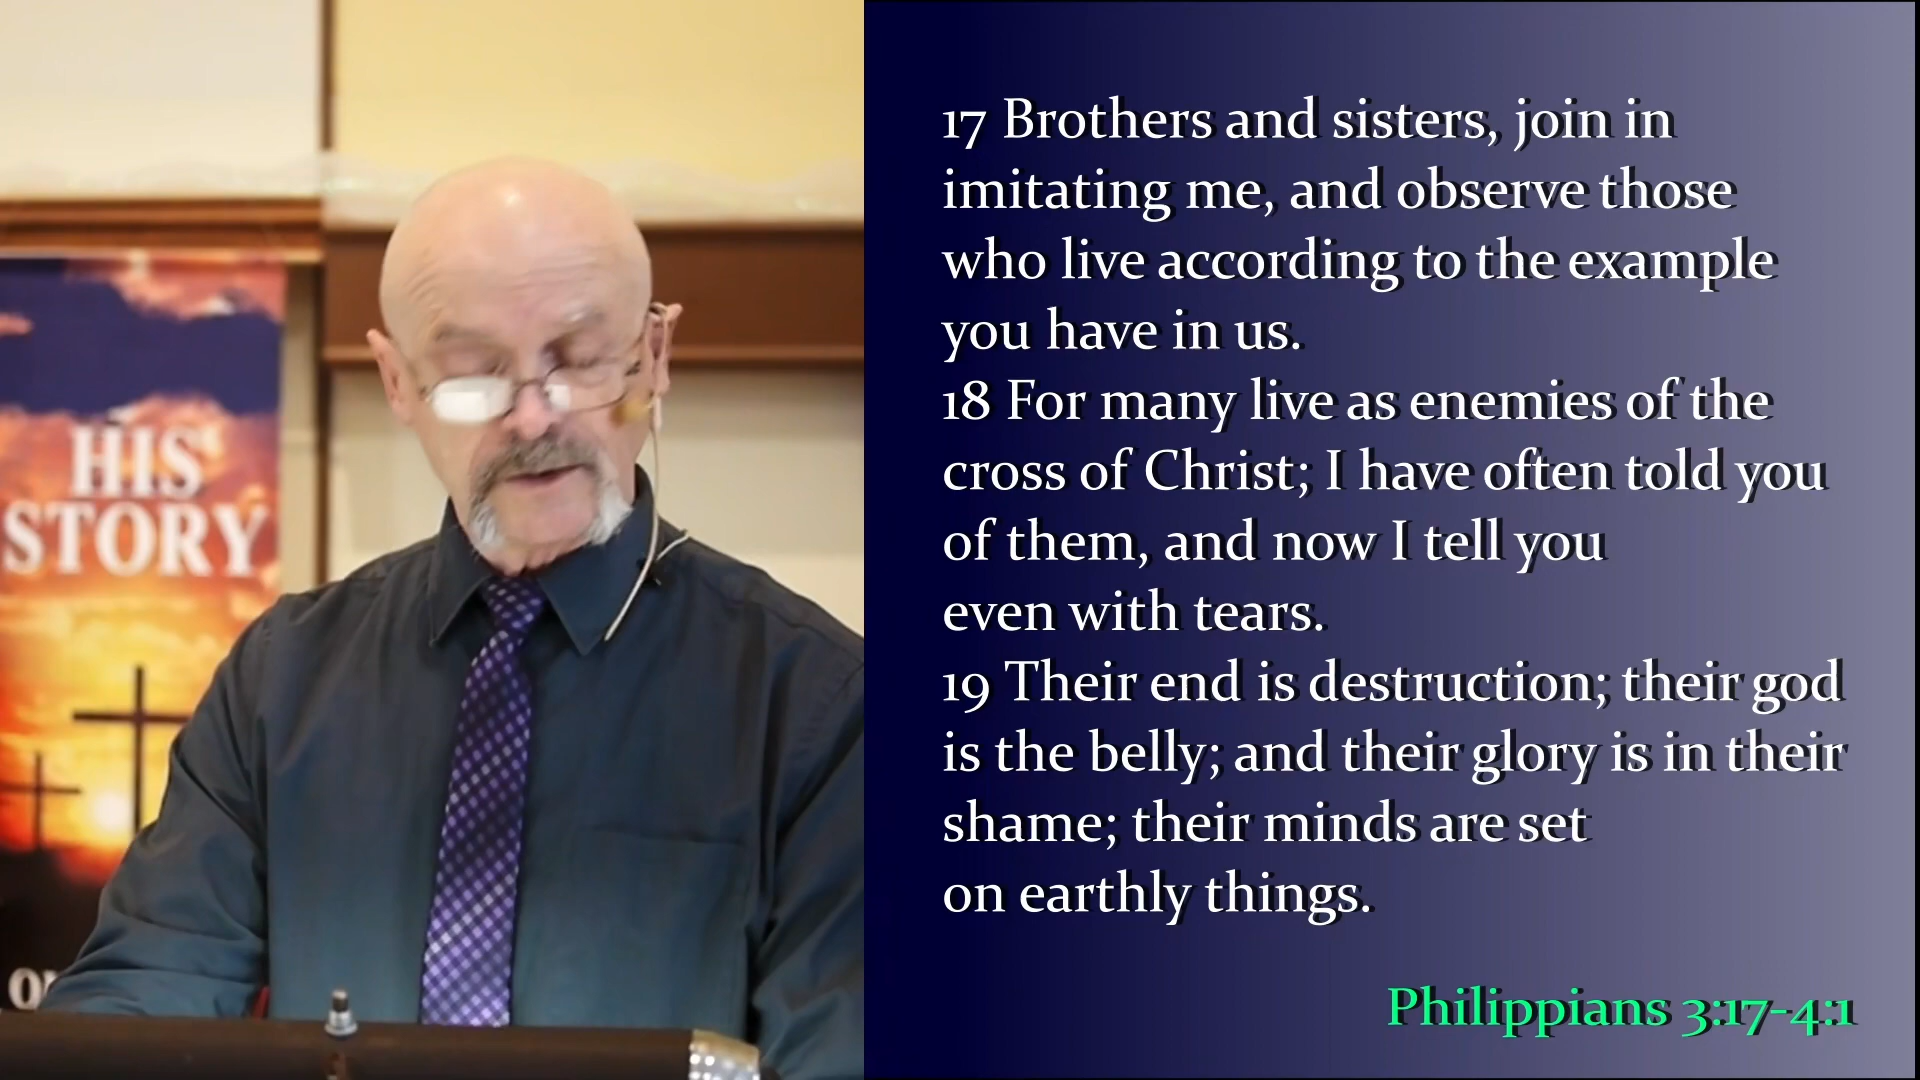 HIS
STORY
17 Brothers and sisters, join in
imitating me, and observe those
who live according to the example
you have in us.
18 For many live as enemies of the
cross of Christ; I have often told you
of them, and now I tell you
even with tears.
19 Their end is destruction; their god
is the belly; and their glory is in their
shame; their minds are set
on earthly things.
Philippians 3:17-4:1